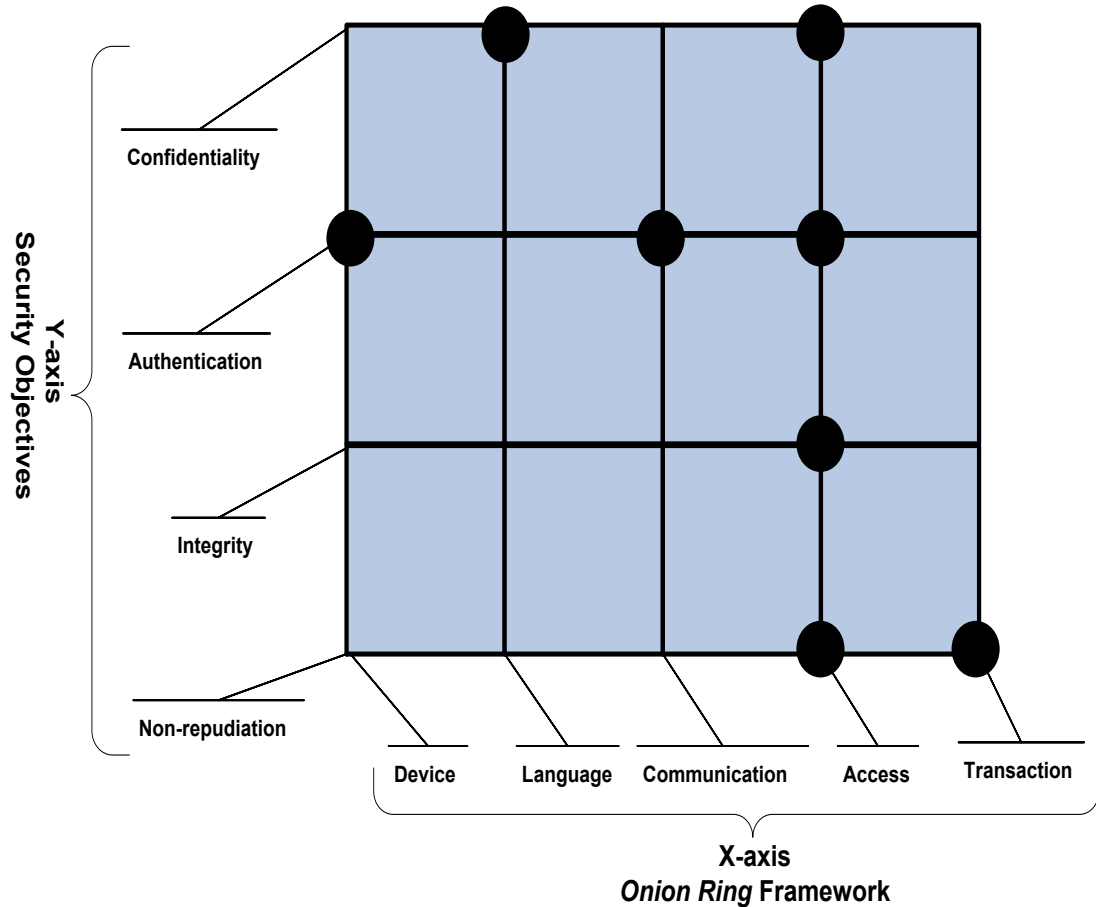 Confidentiality
Authentication
Integrity
Non-repudiation
Y-axis
Security Objectives
Device
Language
Communication
Access
Transaction
X-axis
Onion Ring Framework